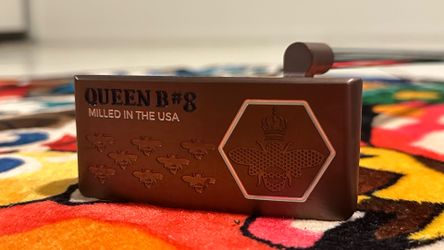 QUEEN B#8
MILLED IN THE USA